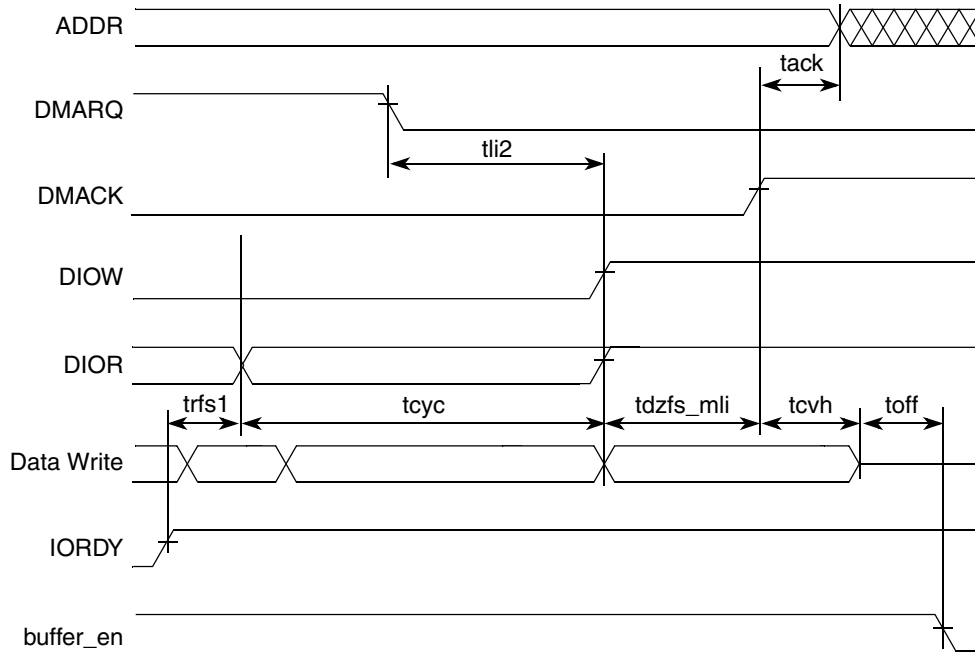 ADDR
tack
DMARQ
tli2
DMACK
DIOW
DIOR
trfs1 tcyc tdzfs_mli tcvh toff
Data Write
IORDY
buffer_en